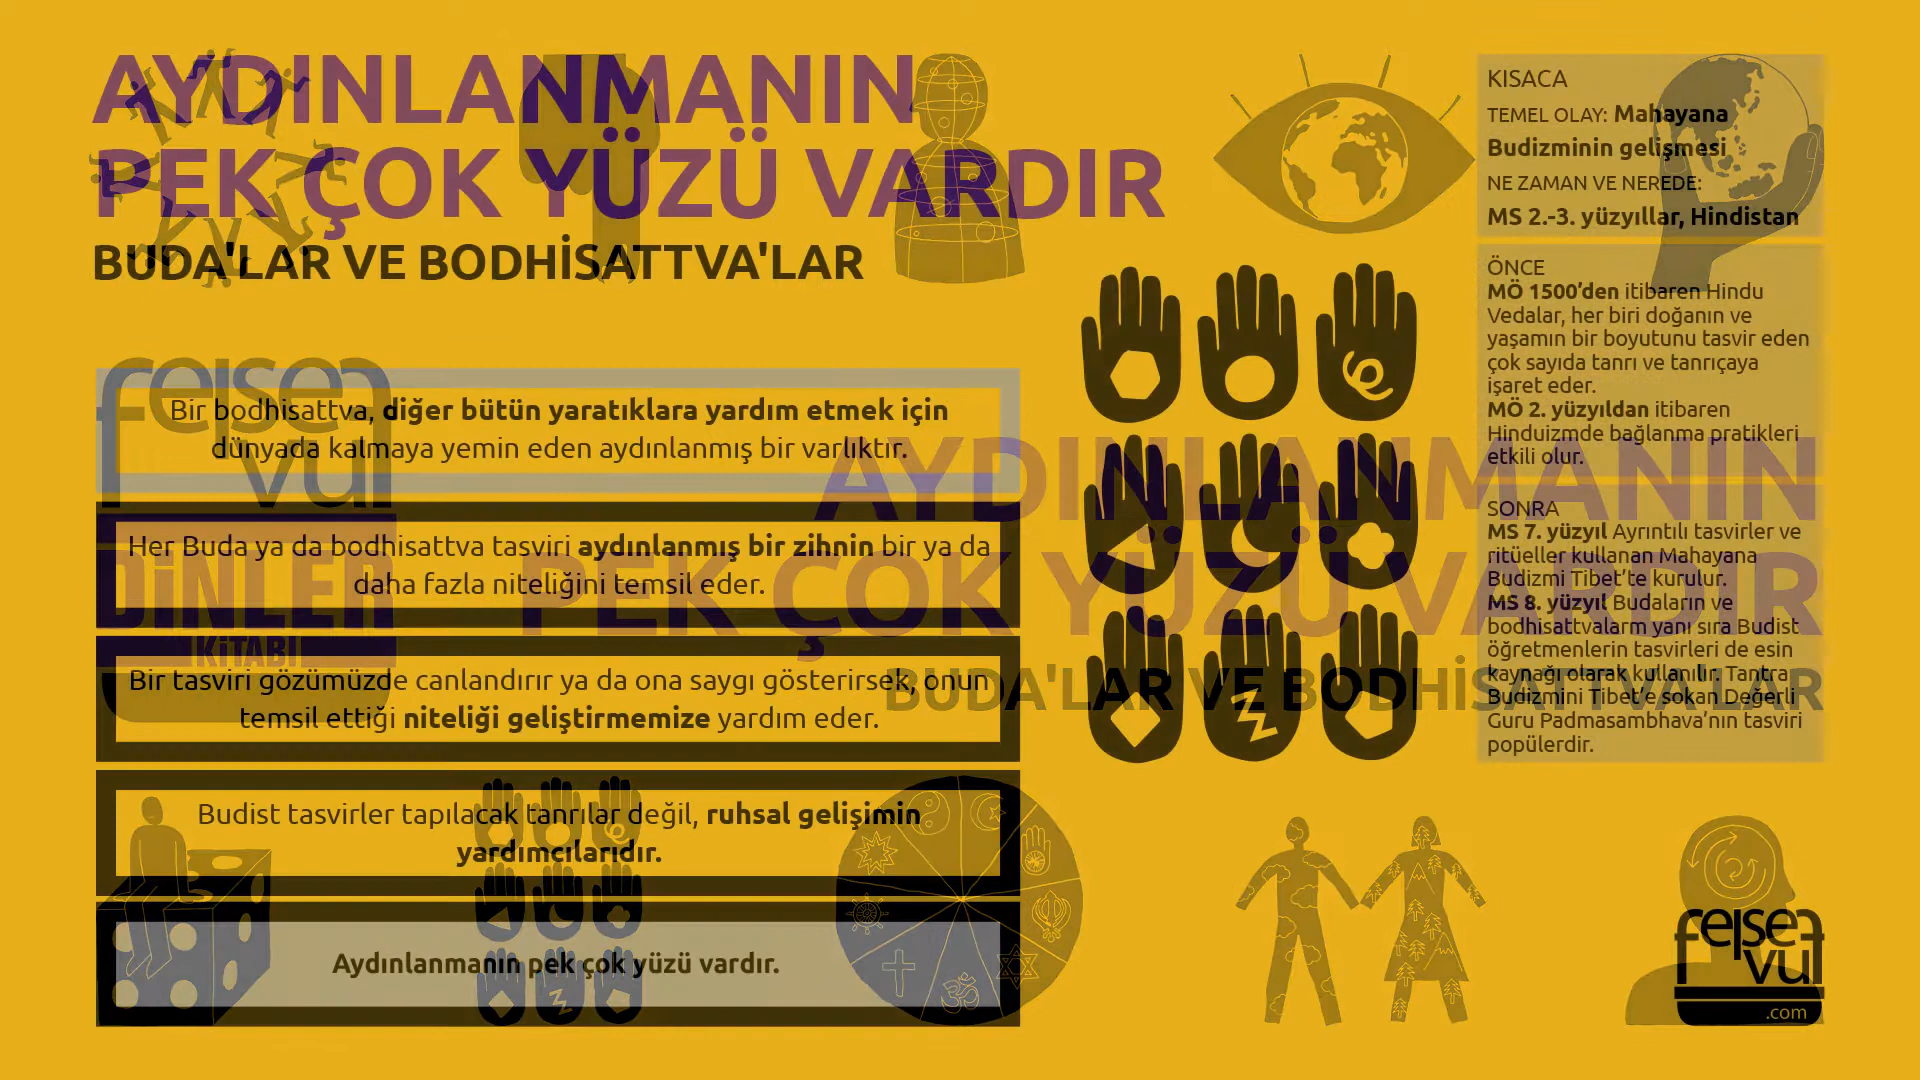 AYDINLANMANIN
PEK ÇOK YÜZÜ VARDIR
BUDA'LAR VE BODHİSATTVA'LAR
KISACA
TEMEL OLAY: Mahayana
Budizminin gelişmesi
NE ZAMAN VE NEREDE:
MS 2.-3. yüzyıllar, Hindistan
ÖNCE
MÖ 1500’den itibaren Hindu
Vedalar, her biri doğanın ve
yaşamın bir boyutunu tasvir eden
çok sayıda tanrı ve tanrıçaya
işaret eder.
MÖ 2. yüzyıldan itibaren
Hinduizmde bağlanma pratikleri
etkili olur.
SONRA
MS 7. yüzyıl Ayrıntılı tasvirler ve
ritüeller kullanan Mahayana
Budizmi Tibet’te kurulur.
MS 8. yüzyıl Budaların ve
bodhisattvalarm yanı sıra Budist
öğretmenlerin tasvirleri de esin
kaynağı olarak kullanılır. Tantra
Budizmini Tibet’e sokan Değerli
Guru Padmasambhava’nın tasviri
popülerdir.
felsefe
vul
DİNLER
KİTABI
Bir bodhisattva, diğer bütün yaratıklara yardım etmek için
dünyada kalmaya yemin eden aydınlanmış bir varlıktır.
Her Buda ya da bodhisattva tasviri aydınlanmış bir zihnin bir ya da
daha fazla niteliğini temsil eder.
Bir tasviri gözümüzde canlandırır ya da ona saygı gösterirsek, onun
temsil ettiği niteliği geliştirmemize yardım eder.
Budist tasvirler tapılacak tanrılar değil, ruhsal gelişimin
yardımcılarıdır.
Aydınlanmanın pek çok yüzü vardır.
AYDINLANMANIN
PEK ÇOK YÜZÜ VARDIR
BUDA'LAR VE BODHİSATTVA'LAR
felsefe
vul
.com